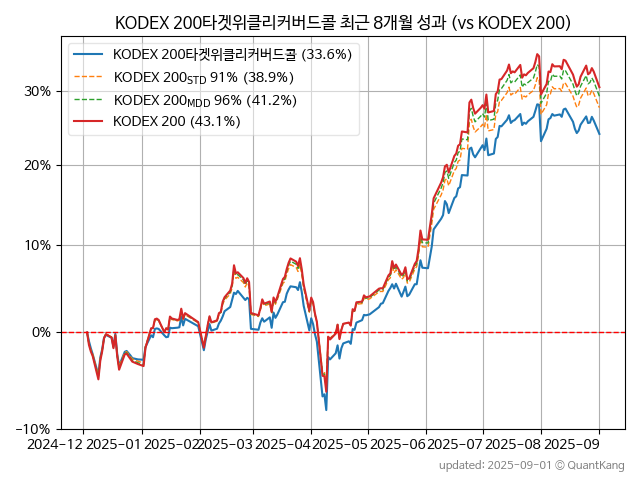 KODEX 200타겟위클리커버드콜 최근 8개월 성과 (vs KODEX 200)
KODEX 200타겟위클리커버드콜 (33.6%)
KODEX 200STD 91% (38.9%)
KODEX 200MDD 96% (41.2%)
KODEX 200 (43.1%)
30%
20%
10%
0%
−10%
2024-12 2025-01 2025-02 2025-03 2025-04 2025-05 2025-06 2025-07 2025-08 2025-09
updated: 2025-09-01 © QuantKang